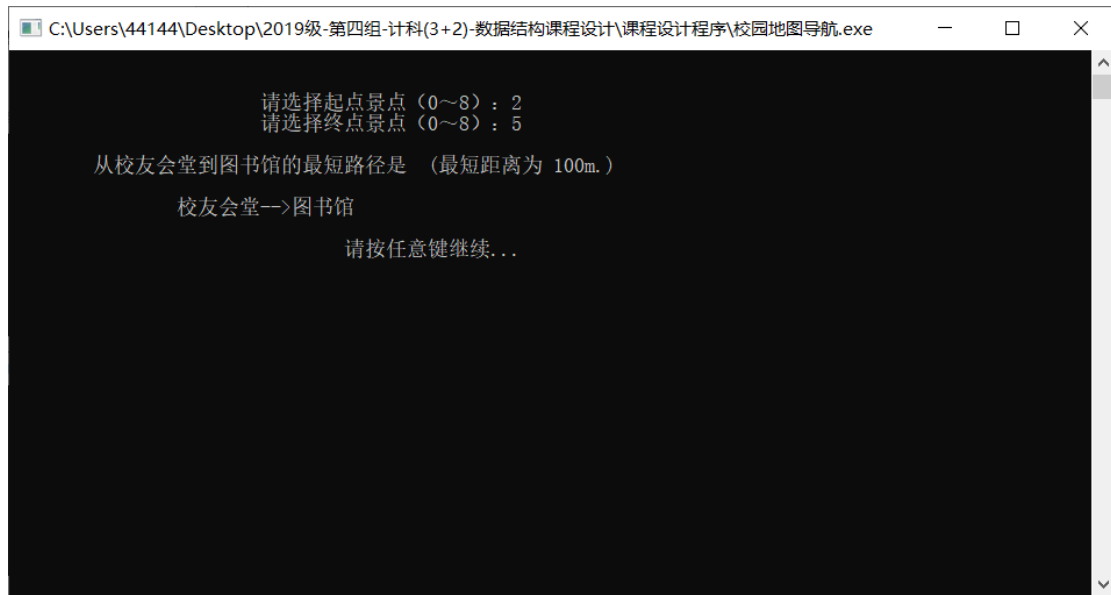 C:\Users\44144\Desktop\2019级-第四组-计科(3+2)-数据结构课程设计\课程设计程序\校园地图导航.exe
请选择起点景点（0～8）：2
请选择终点景点（0～8）：5
从校友会堂到图书馆的最短路径是 (最短距离为 100m.)
校友会堂-->图书馆
请按任意键继续...